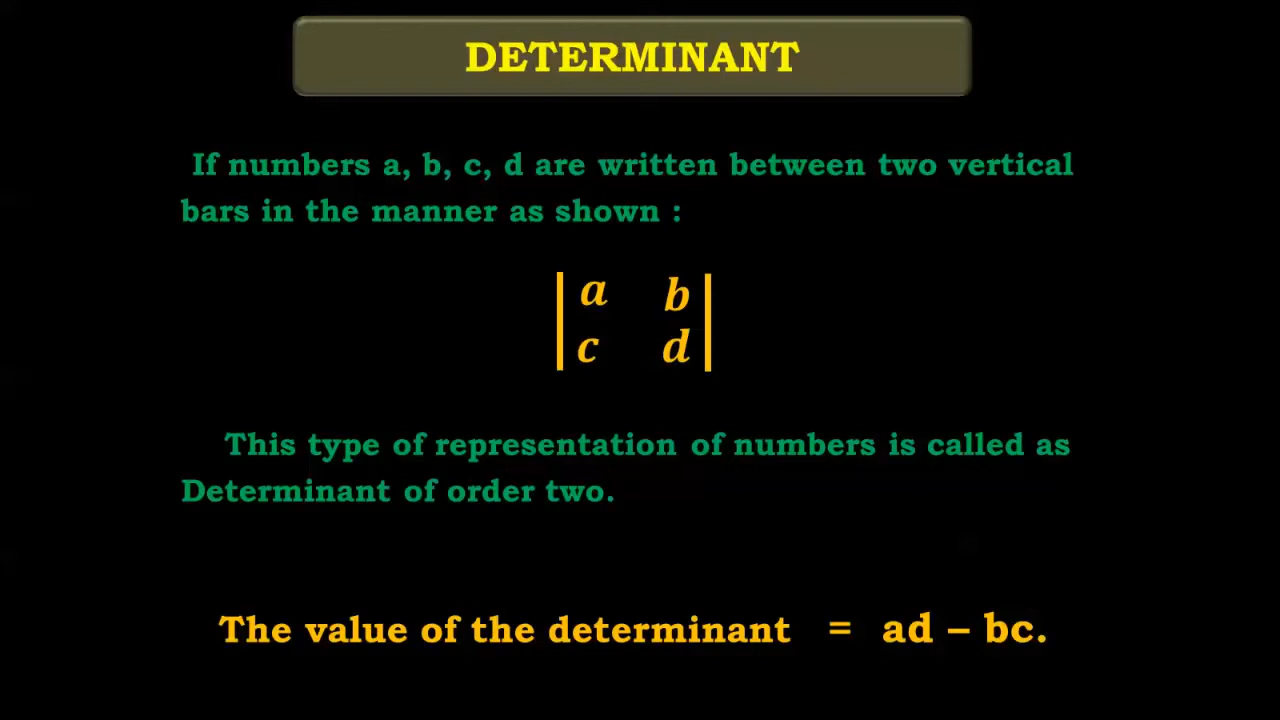 DETERMINANT
If numbers a, b, c, d are written between two vertical
bars in the manner as shown :
| a b |
| c d |
This type of representation of numbers is called as
Determinant of order two.
The value of the determinant = ad – bc.